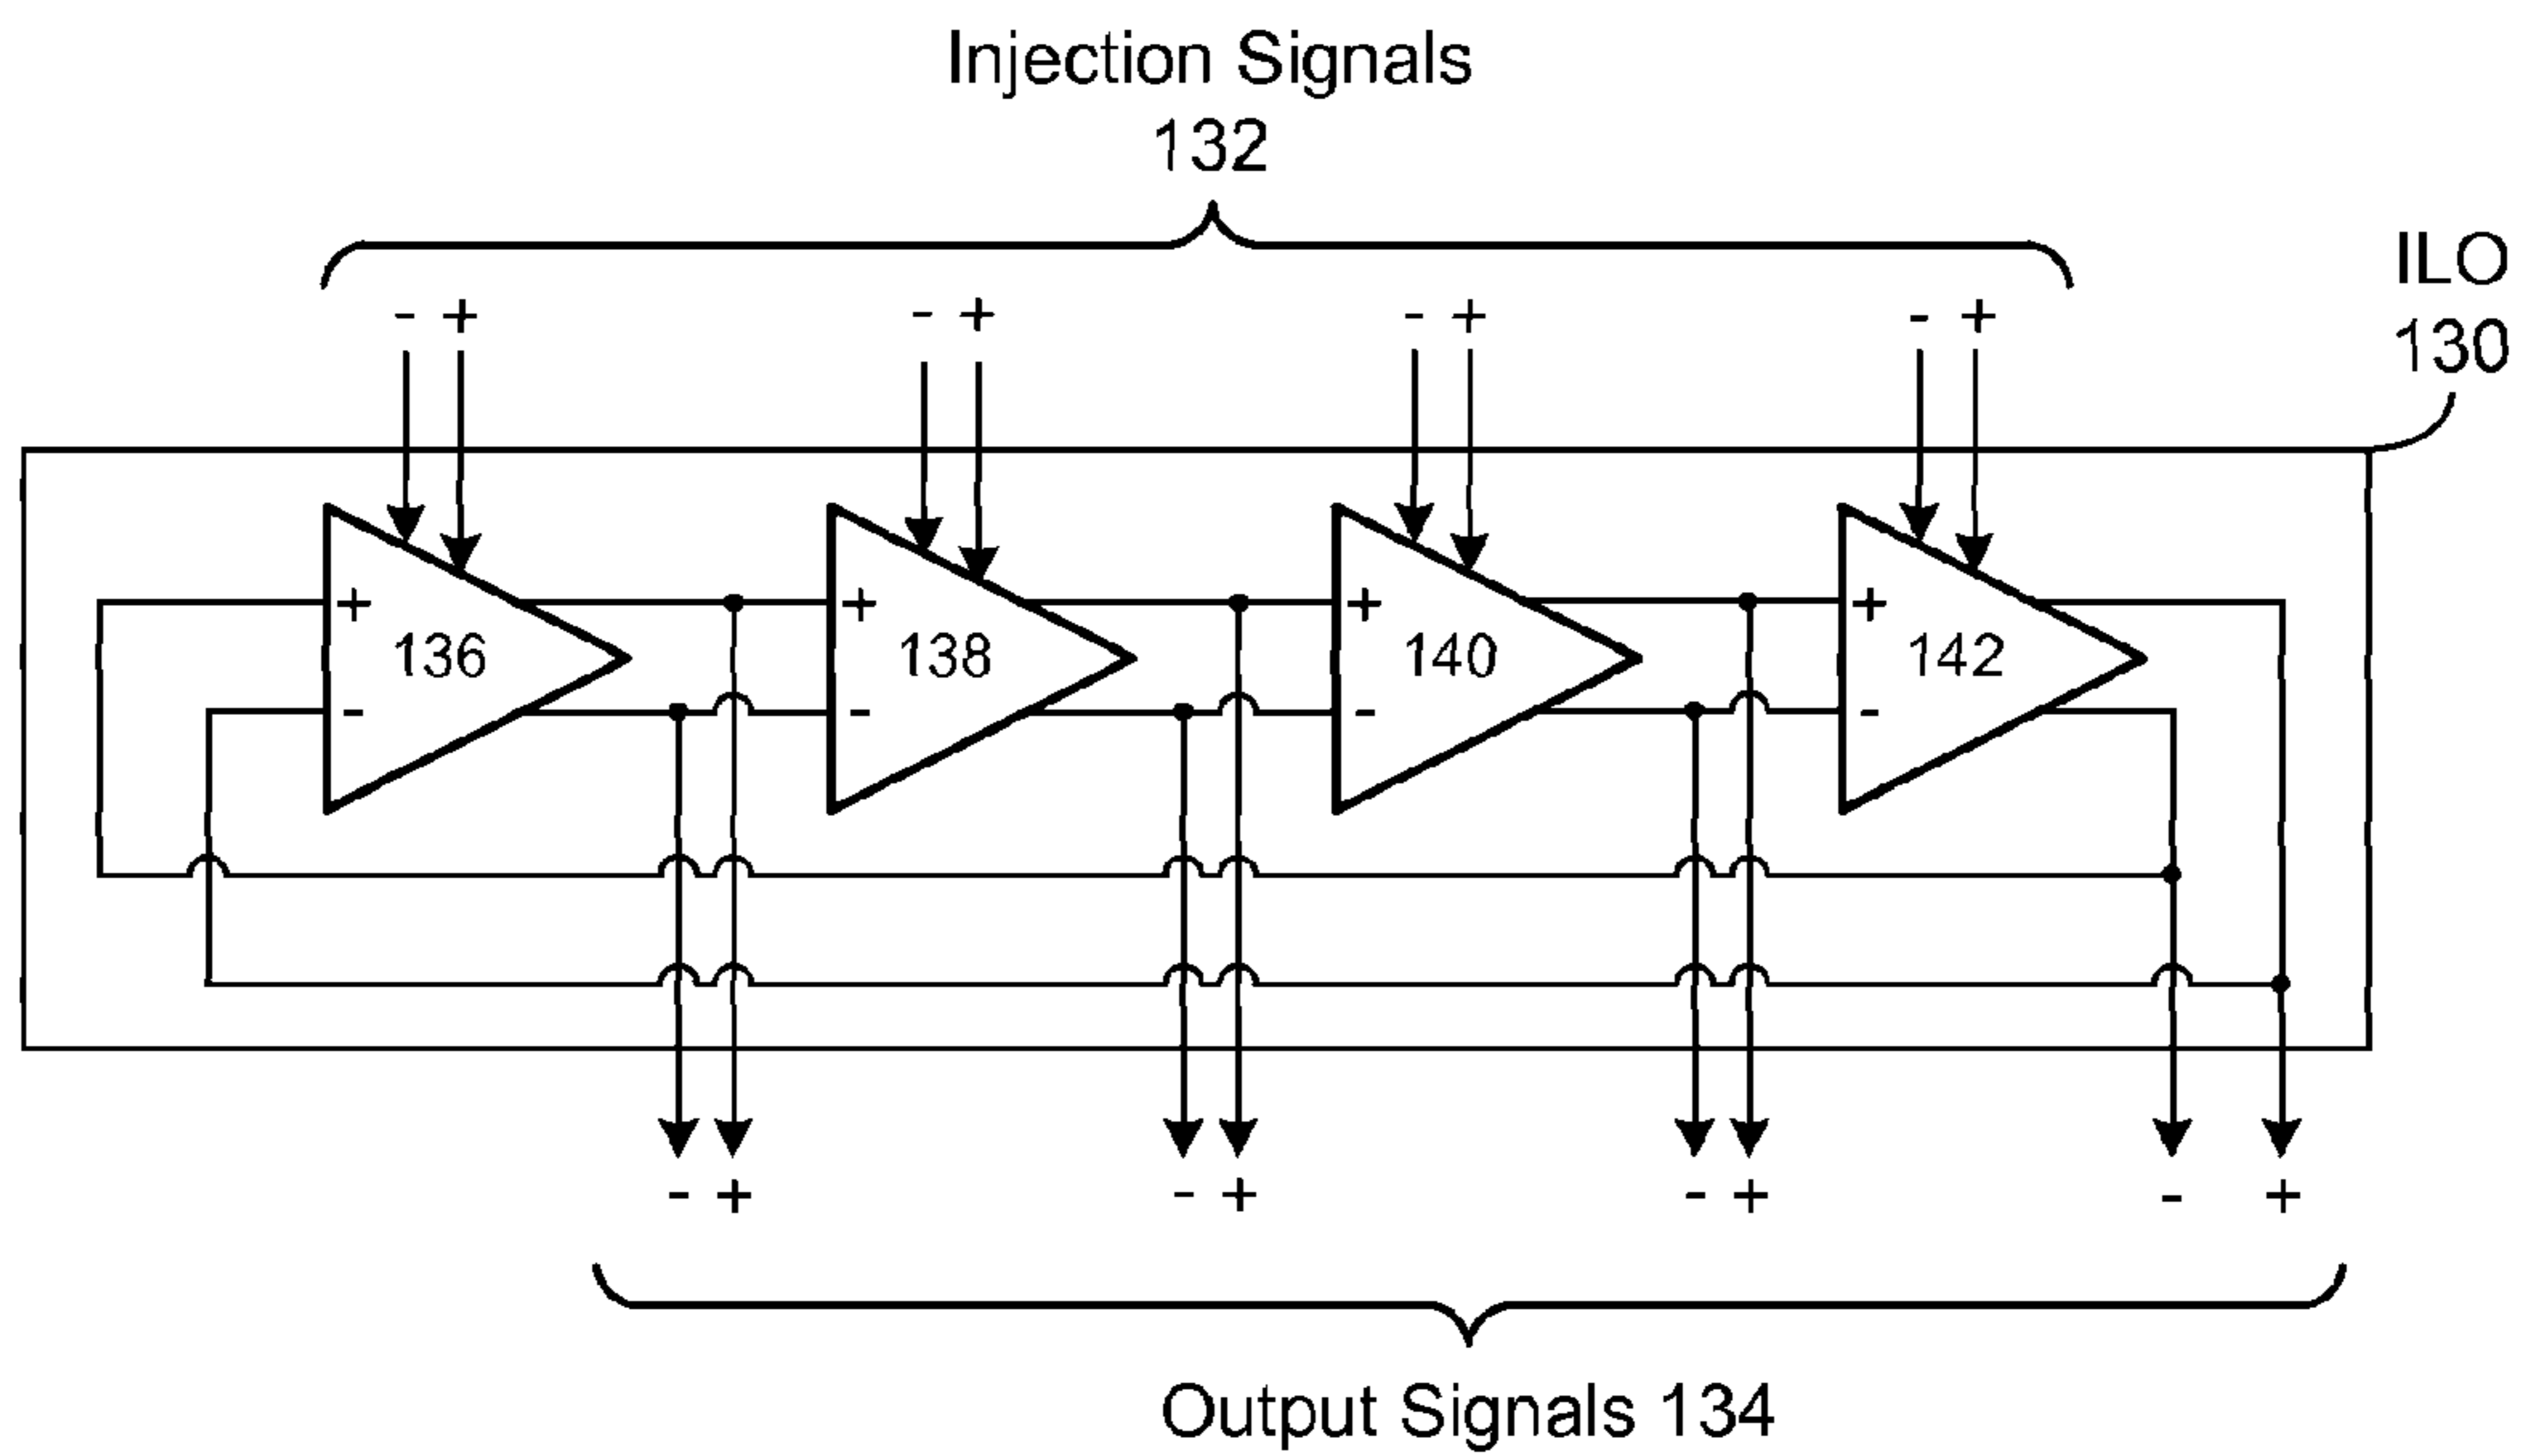 Injection Signals
132
ILO
130
- + - + - + - +
+ + + +
136 138 140 142
- - - -
- + - + - + - +
Output Signals 134